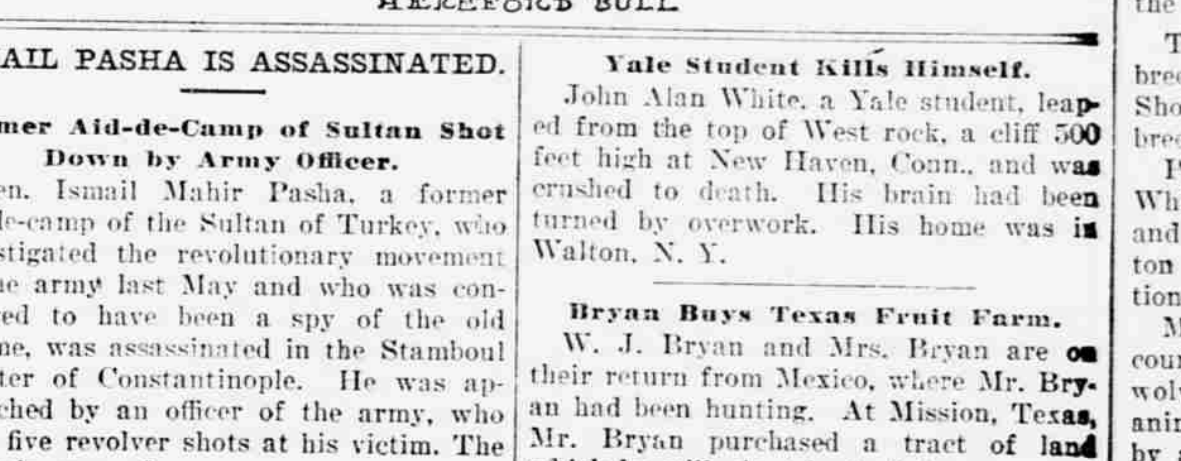 HEREFORD BULL
AIL PASHA IS ASSASSINATED.
mer Aid-de-Camp of Sultan Shot
Down by Army Officer.
en. Ismail Mahir Pasha, a former
le-camp of the Sultan of Turkey, who
stigated the revolutionary movement
he army last May and who was con-
ed to have been a spy of the old
me, was assassinated in the Stamboul
ter of Constantinople. He was ap-
ched by an officer of the army, who
five revolver shots at his victim. The
Yale Student Kills Himself.
John Alan White, a Yale student, leap-
ed from the top of West rock, a cliff 500
feet high at New Haven, Conn., and was
crushed to death. His brain had been
turned by overwork. His home was in
Walton, N. Y.
Bryan Buys Texas Fruit Farm.
W. J. Bryan and Mrs. Bryan are on
their return from Mexico, where Mr. Bry-
an had been hunting. At Mission, Texas,
Mr. Bryan purchased a tract of land
the
T
bree
Sho
bree
Wh
and
ton
tion
M
cour
wolv
anim
by a